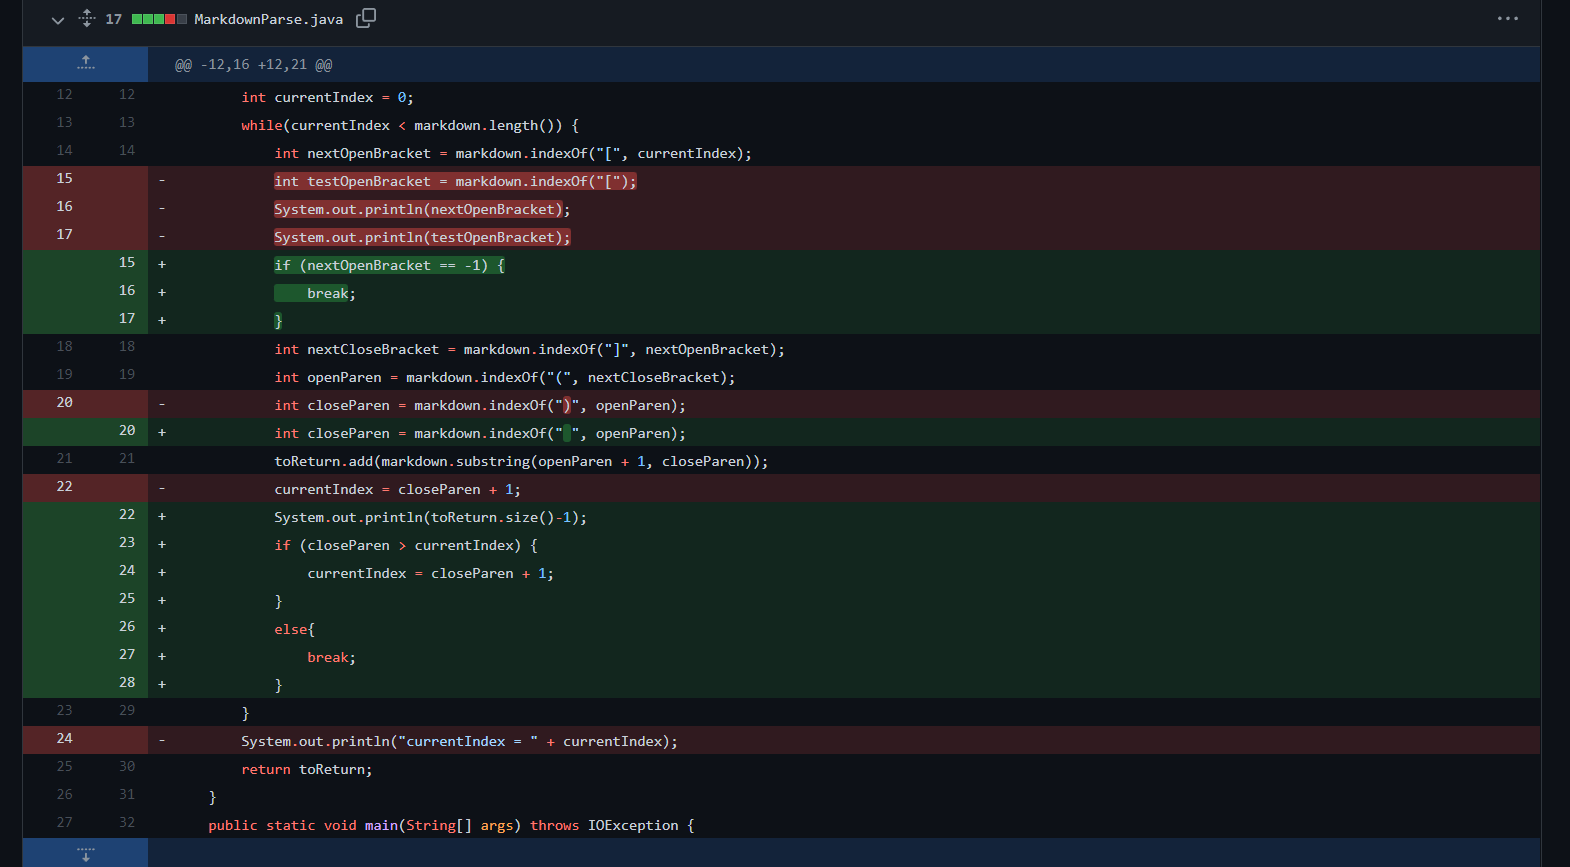 17 MarkdownParse.java
@@ -12,16 +12,21 @@
12 12 int currentIndex = 0;
13 13 while(currentIndex < markdown.length()) {
14 14 int nextOpenBracket = markdown.indexOf("[", currentIndex);
15 - int testOpenBracket = markdown.indexOf("[");
16 - System.out.println(nextOpenBracket);
17 - System.out.println(testOpenBracket);
15 + if (nextOpenBracket == -1) {
16 + break;
17 + }
18 18 int nextCloseBracket = markdown.indexOf("]", nextOpenBracket);
19 19 int openParen = markdown.indexOf("(", nextCloseBracket);
20 - int closeParen = markdown.indexOf(")", openParen);
20 + int closeParen = markdown.indexOf(" ", openParen);
21 21 toReturn.add(markdown.substring(openParen + 1, closeParen));
22 - currentIndex = closeParen + 1;
22 + System.out.println(toReturn.size()-1);
23 + if (closeParen > currentIndex) {
24 + currentIndex = closeParen + 1;
25 + }
26 + else{
27 + break;
28 + }
23 29 }
24 - System.out.println("currentIndex = " + currentIndex);
25 30 return toReturn;
26 31 }
27 32 public static void main(String[] args) throws IOException {